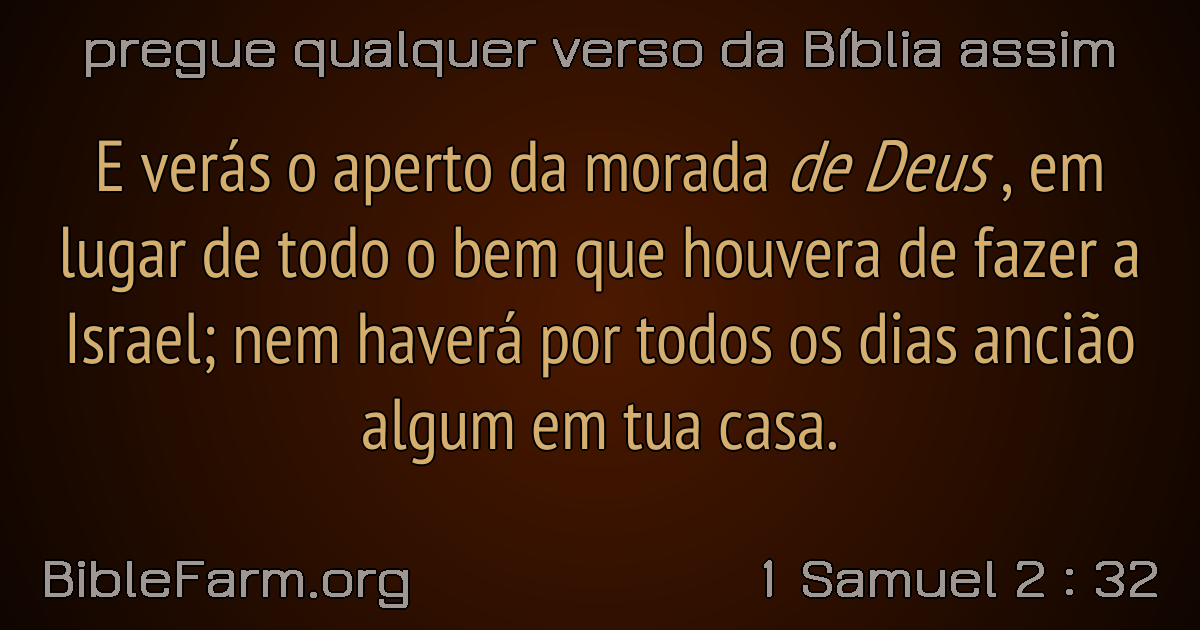 pregue qualquer verso da Bíblia assim
E verás o aperto da morada de Deus , em
lugar de todo o bem que houvera de fazer a
Israel; nem haverá por todos os dias ancião
algum em tua casa.
BibleFarm.org
1 Samuel 2 : 32